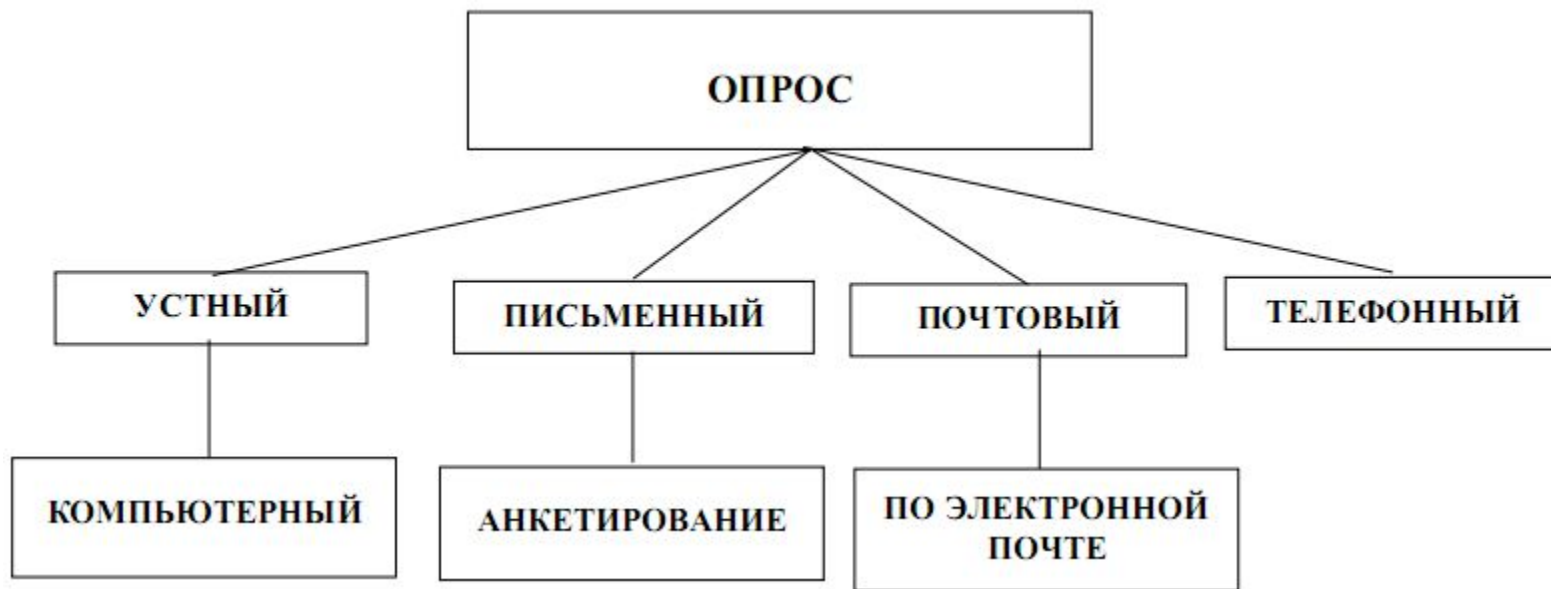 ОПРОС
УСТНЫЙ
ПИСЬМЕННЫЙ
ПОЧТОВЫЙ
ТЕЛЕФОННЫЙ
КОМПЬЮТЕРНЫЙ
АНКЕТИРОВАНИЕ
ПО ЭЛЕКТРОННОЙ
ПОЧТЕ